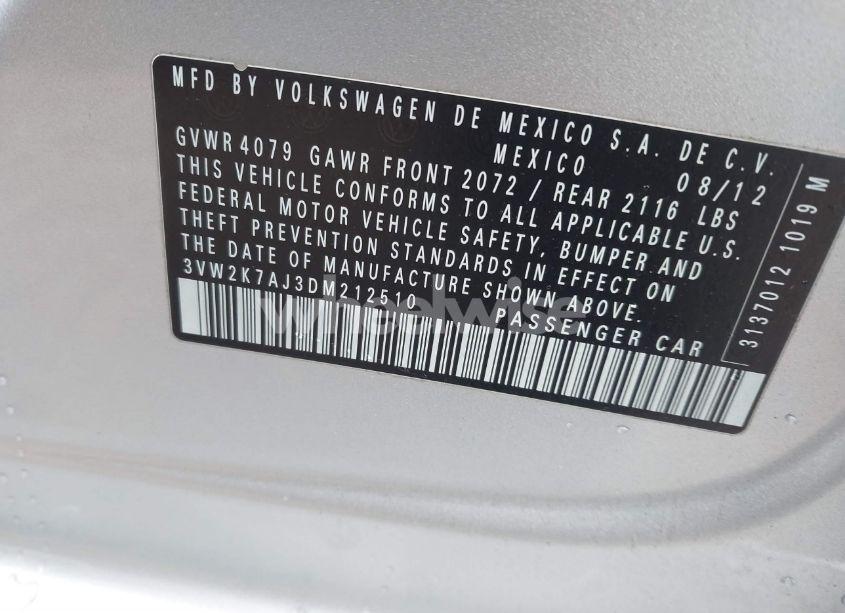 MFD BY VOLKSWAGEN DE MEXICO S.A. DE C.V.
MEXICO 08/12
GVWR 4079 GAWR FRONT 2072 / REAR 2116 LBS
THIS VEHICLE CONFORMS TO ALL APPLICABLE U.S.
FEDERAL MOTOR VEHICLE SAFETY, BUMPER AND
THEFT PREVENTION STANDARDS IN EFFECT ON
THE DATE OF MANUFACTURE SHOWN ABOVE.
3VW2K7AJ3DM212510 PASSENGER CAR
3137012 1019 M
wheelwise